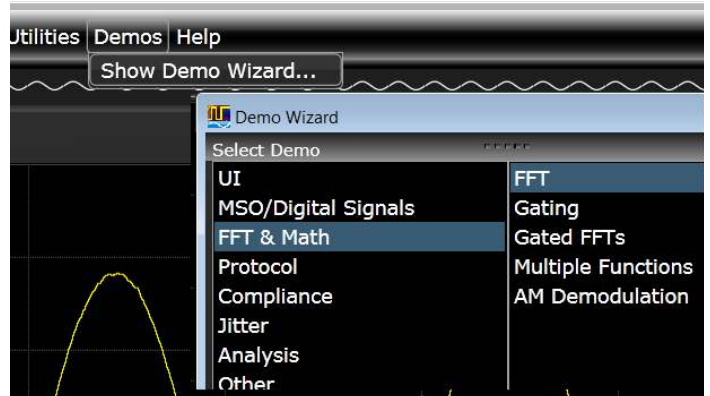 Utilities Demos Help
Show Demo Wizard...
Demo Wizard
Select Demo
UI
MSO/Digital Signals
FFT & Math
Protocol
Compliance
Jitter
Analysis
Other
FFT
Gating
Gated FFTs
Multiple Functions
AM Demodulation